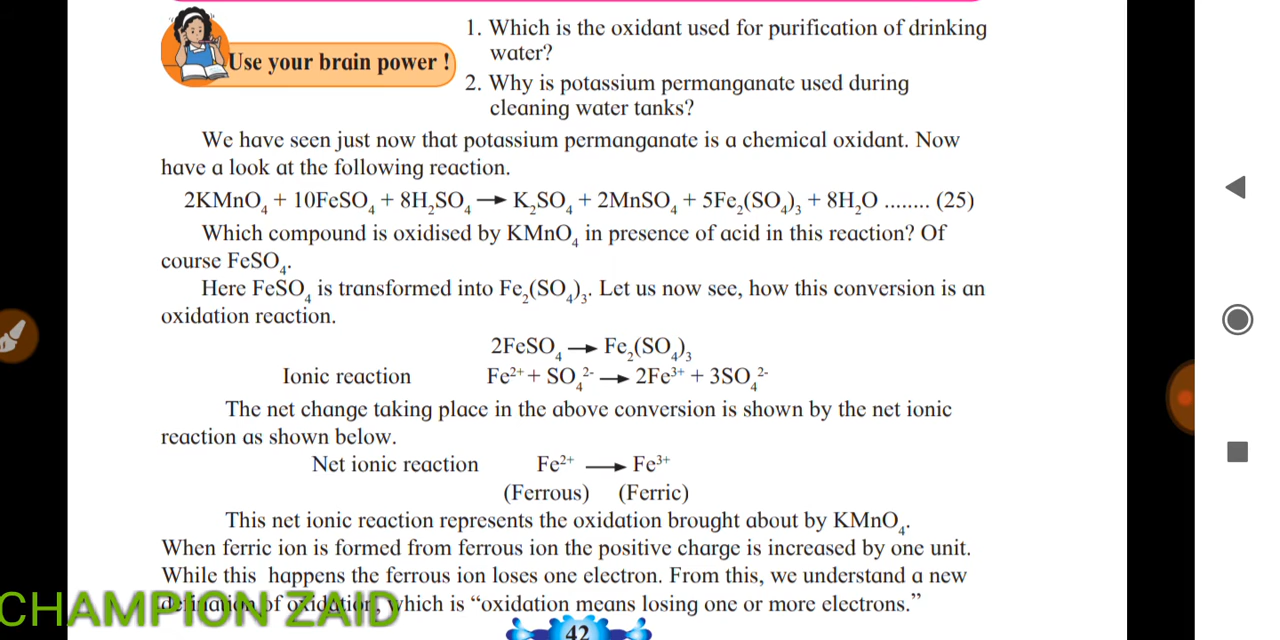 1. Which is the oxidant used for purification of drinking
water?
Use your brain power !
2. Why is potassium permanganate used during
cleaning water tanks?
We have seen just now that potassium permanganate is a chemical oxidant. Now
have a look at the following reaction.
2KMnO₄ + 10FeSO₄ + 8H₂SO₄ → K₂SO₄ + 2MnSO₄ + 5Fe₂(SO₄)₃ + 8H₂O ........ (25)
Which compound is oxidised by KMnO₄ in presence of acid in this reaction? Of
course FeSO₄.
Here FeSO₄ is transformed into Fe₂(SO₄)₃. Let us now see, how this conversion is an
oxidation reaction.
2FeSO₄ → Fe₂(SO₄)₃
Ionic reaction Fe²⁺ + SO₄²⁻ → 2Fe³⁺ + 3SO₄²⁻
The net change taking place in the above conversion is shown by the net ionic
reaction as shown below.
Net ionic reaction Fe²⁺ → Fe³⁺
(Ferrous) (Ferric)
This net ionic reaction represents the oxidation brought about by KMnO₄.
When ferric ion is formed from ferrous ion the positive charge is increased by one unit.
While this happens the ferrous ion loses one electron. From this, we understand a new
definition of oxidation, which is “oxidation means losing one or more electrons.”
CHAMPION ZAID
42